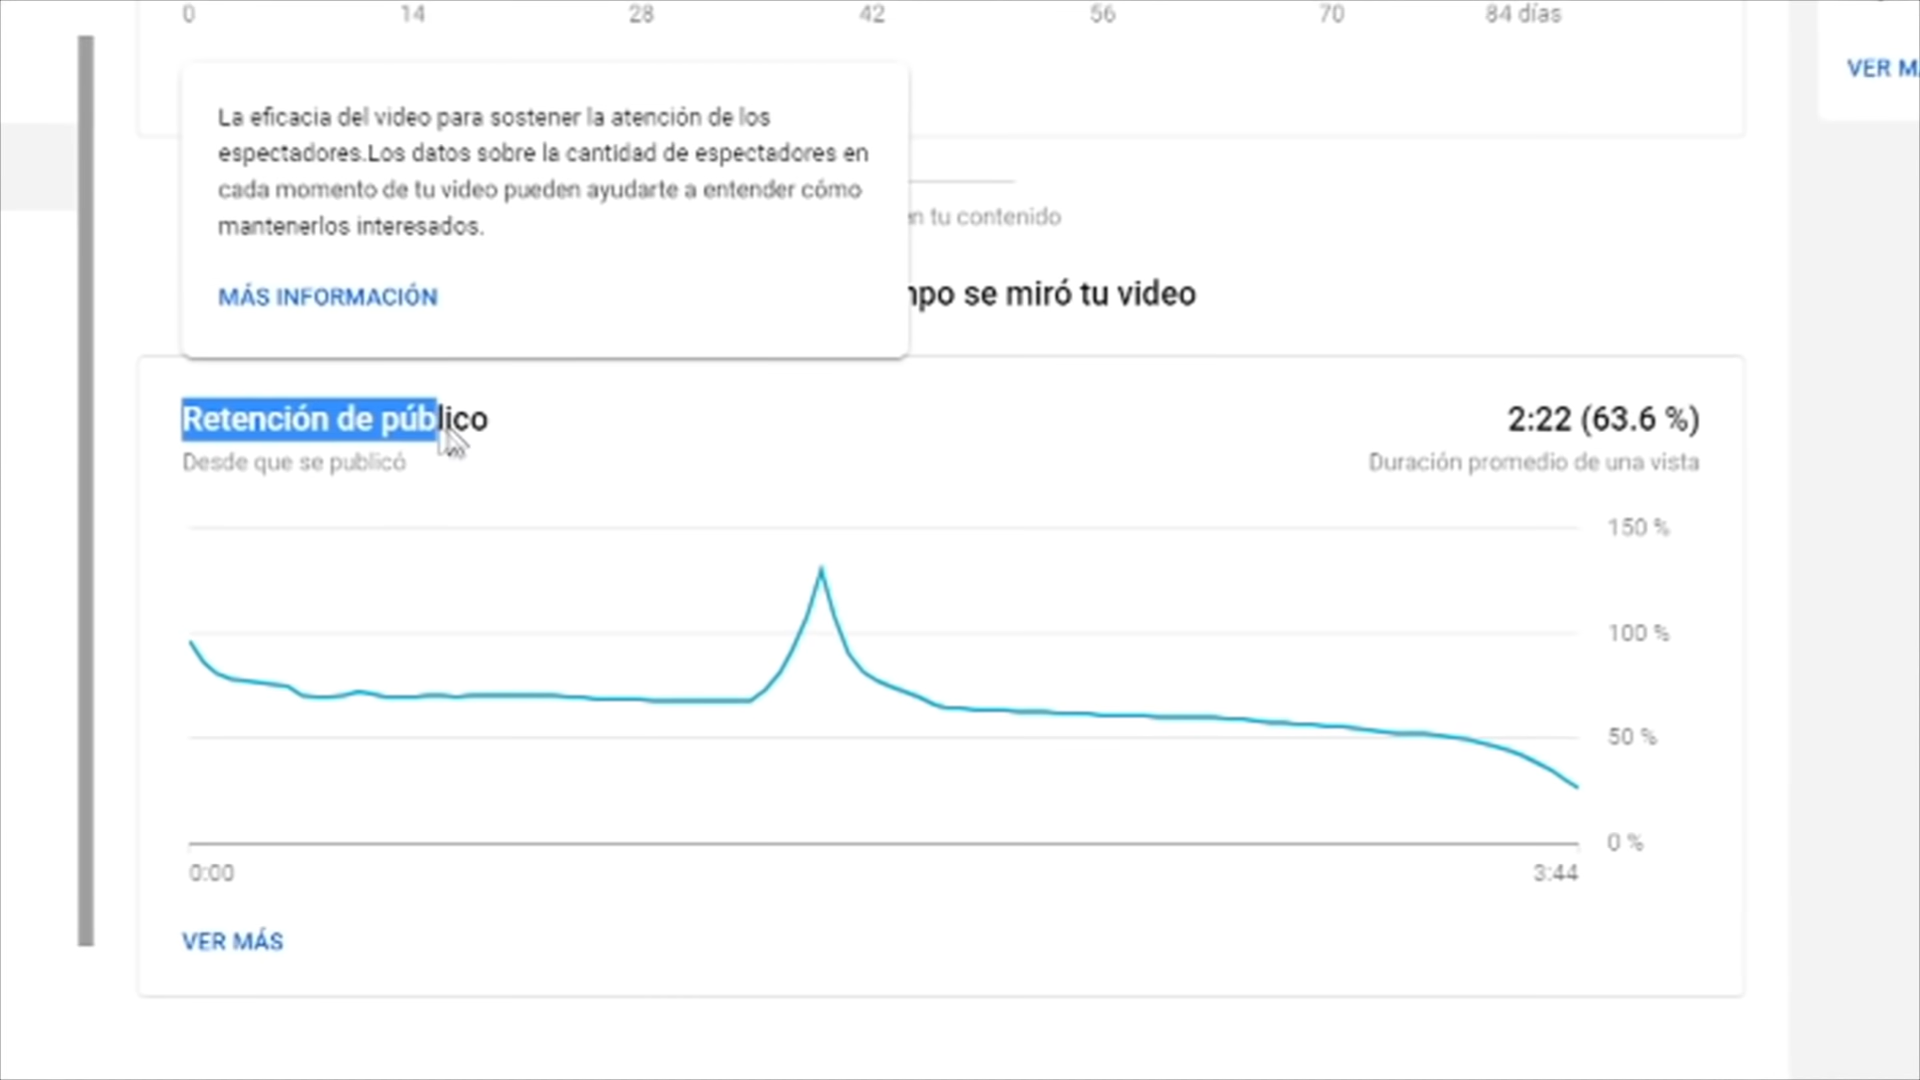 0 14 28 42 56 70 84 días
VER M
La eficacia del video para sostener la atención de los
espectadores.Los datos sobre la cantidad de espectadores en
cada momento de tu video pueden ayudarte a entender cómo
mantenerlos interesados.
MÁS INFORMACIÓN
en tu contenido
mpo se miró tu video
Retención de público
Desde que se publicó
2:22 (63.6 %)
Duración promedio de una vista
150 %
100 %
50 %
0 %
0:00
3:44
VER MÁS